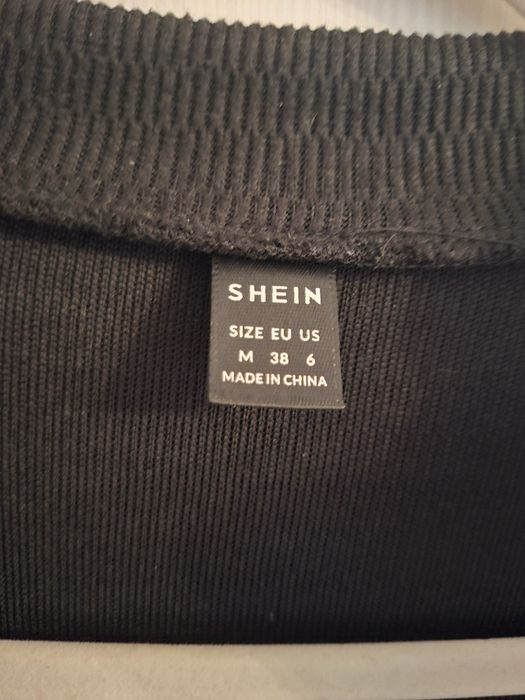 SHEIN
SIZE EU US
M 38 6
MADE IN CHINA